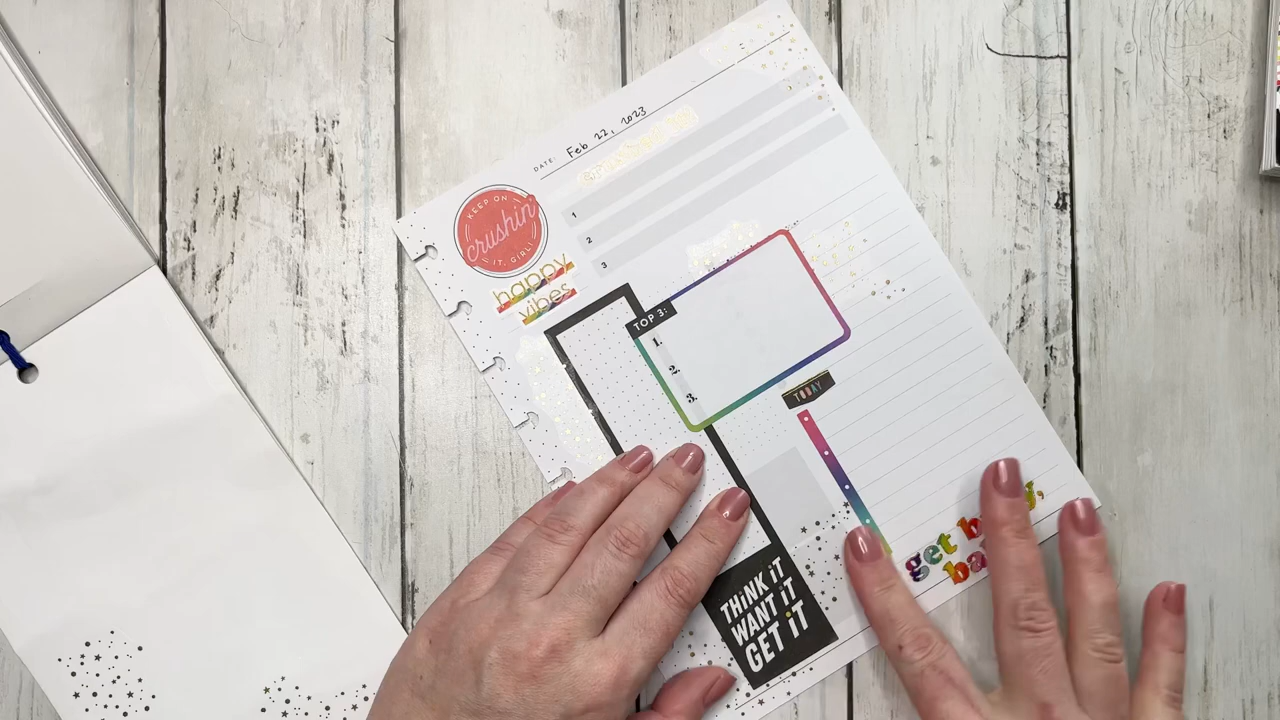 DATE: Feb 22, 2023
KEEP ON
crushin'
IT, GIRL!
happy
vibes
1
2
3
TOP 3:
1.
2.
3.
TODAY
THiNK iT
WANT iT
GET iT
get